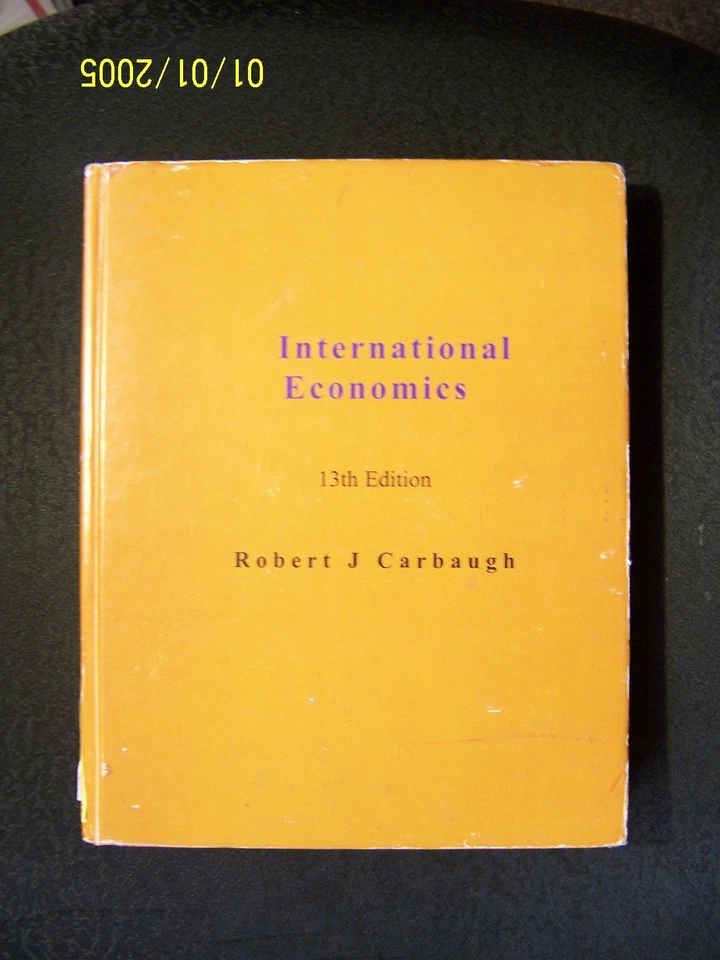 01/01/2005
International
Economics
13th Edition
Robert J Carbaugh